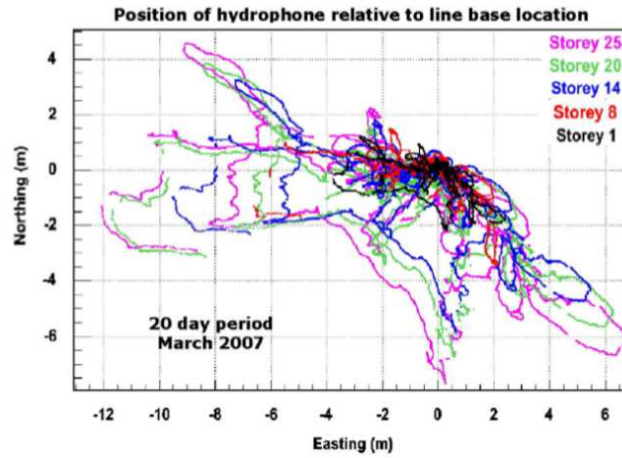 Position of hydrophone relative to line base location
Storey 25
Storey 20
Storey 14
Storey 8
Storey 1
4
2
0
-2
-4
-6
Northing (m)
20 day period
March 2007
-12 -10 -8 -6 -4 -2 0 2 4 6
Easting (m)